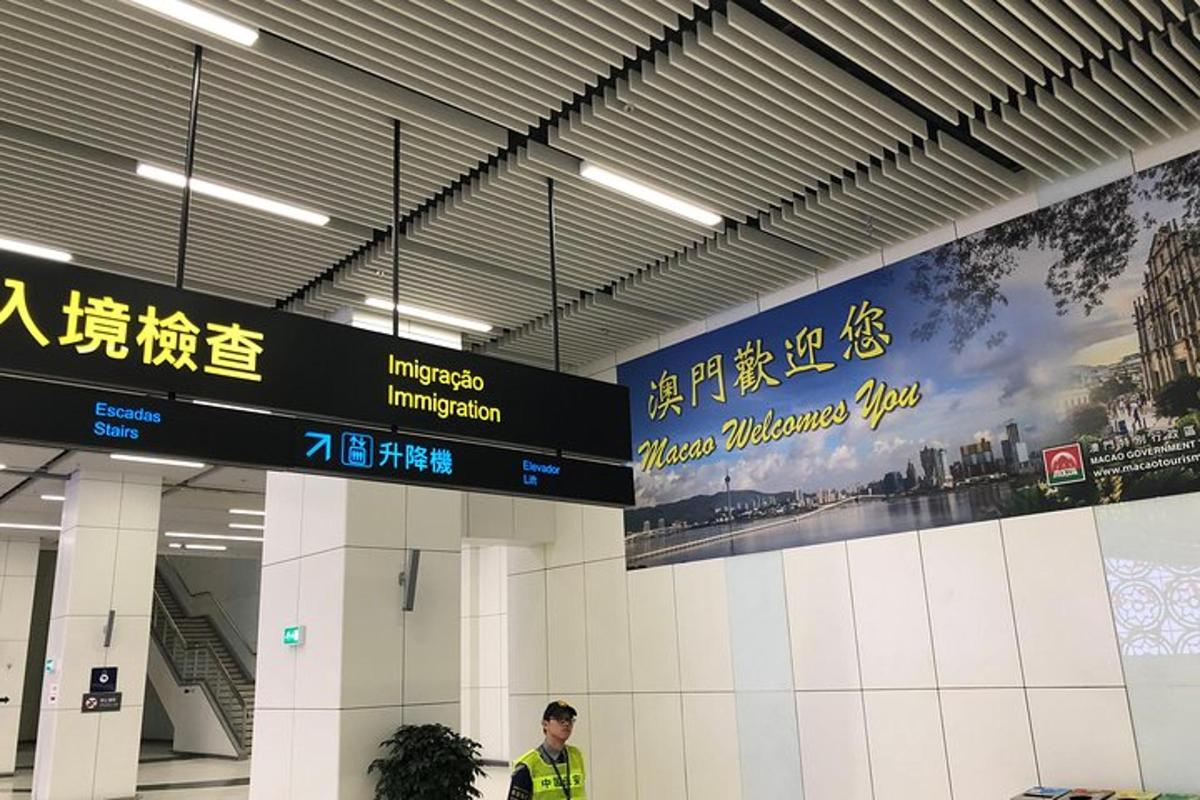 入境檢查
Imigração
Immigration
Escadas
Stairs
升降機
Elevador
Lift
澳門歡迎您
Macao Welcomes You
澳門特別行政區
MACAO GOVERNMENT
www.macaotourism